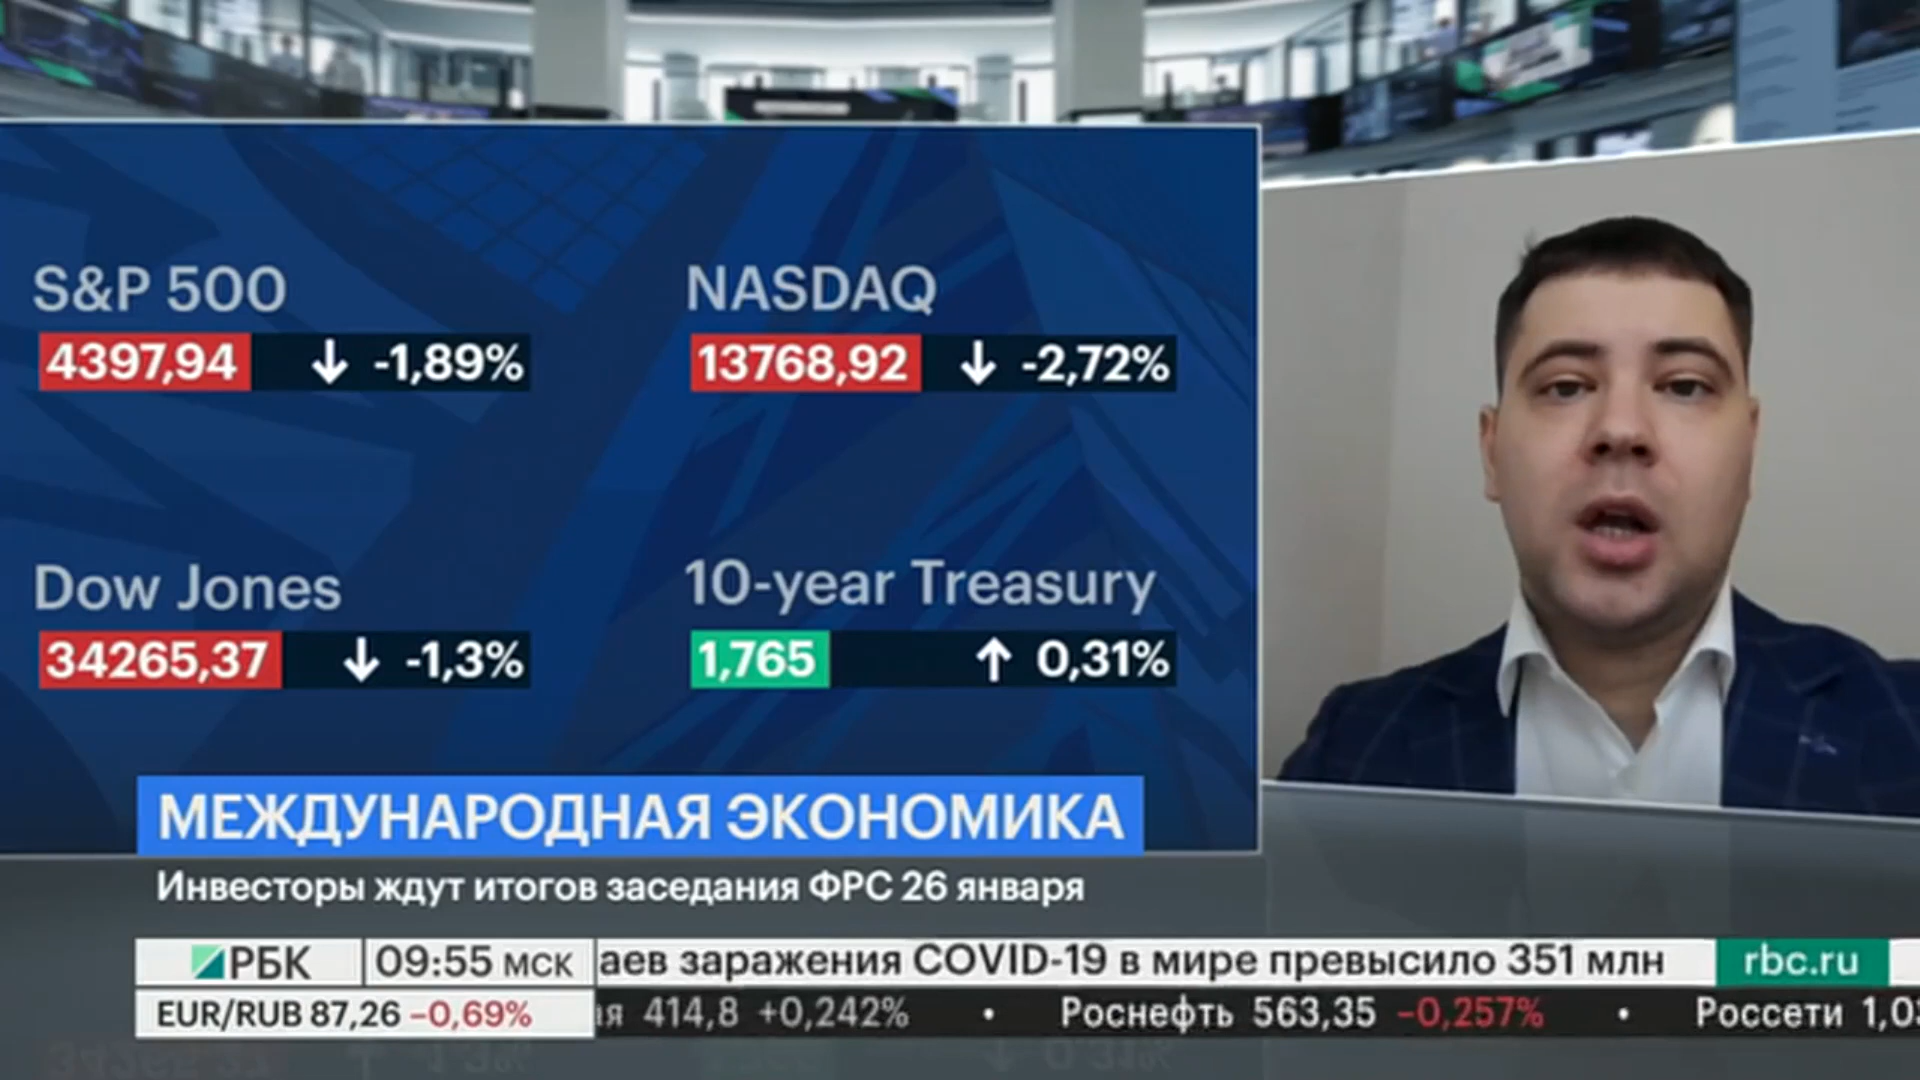 S&P 500
4397,94 ↓ -1,89%
NASDAQ
13768,92 ↓ -2,72%
Dow Jones
34265,37 ↓ -1,3%
10-year Treasury
1,765 ↑ 0,31%
МЕЖДУНАРОДНАЯ ЭКОНОМИКА
Инвесторы ждут итогов заседания ФРС 26 января
РБК 09:55 МСК аев заражения COVID-19 в мире превысило 351 млн rbc.ru
EUR/RUB 87,26 -0,69% ая 414,8 +0,242% • Роснефть 563,35 -0,257% • Россети 1,0